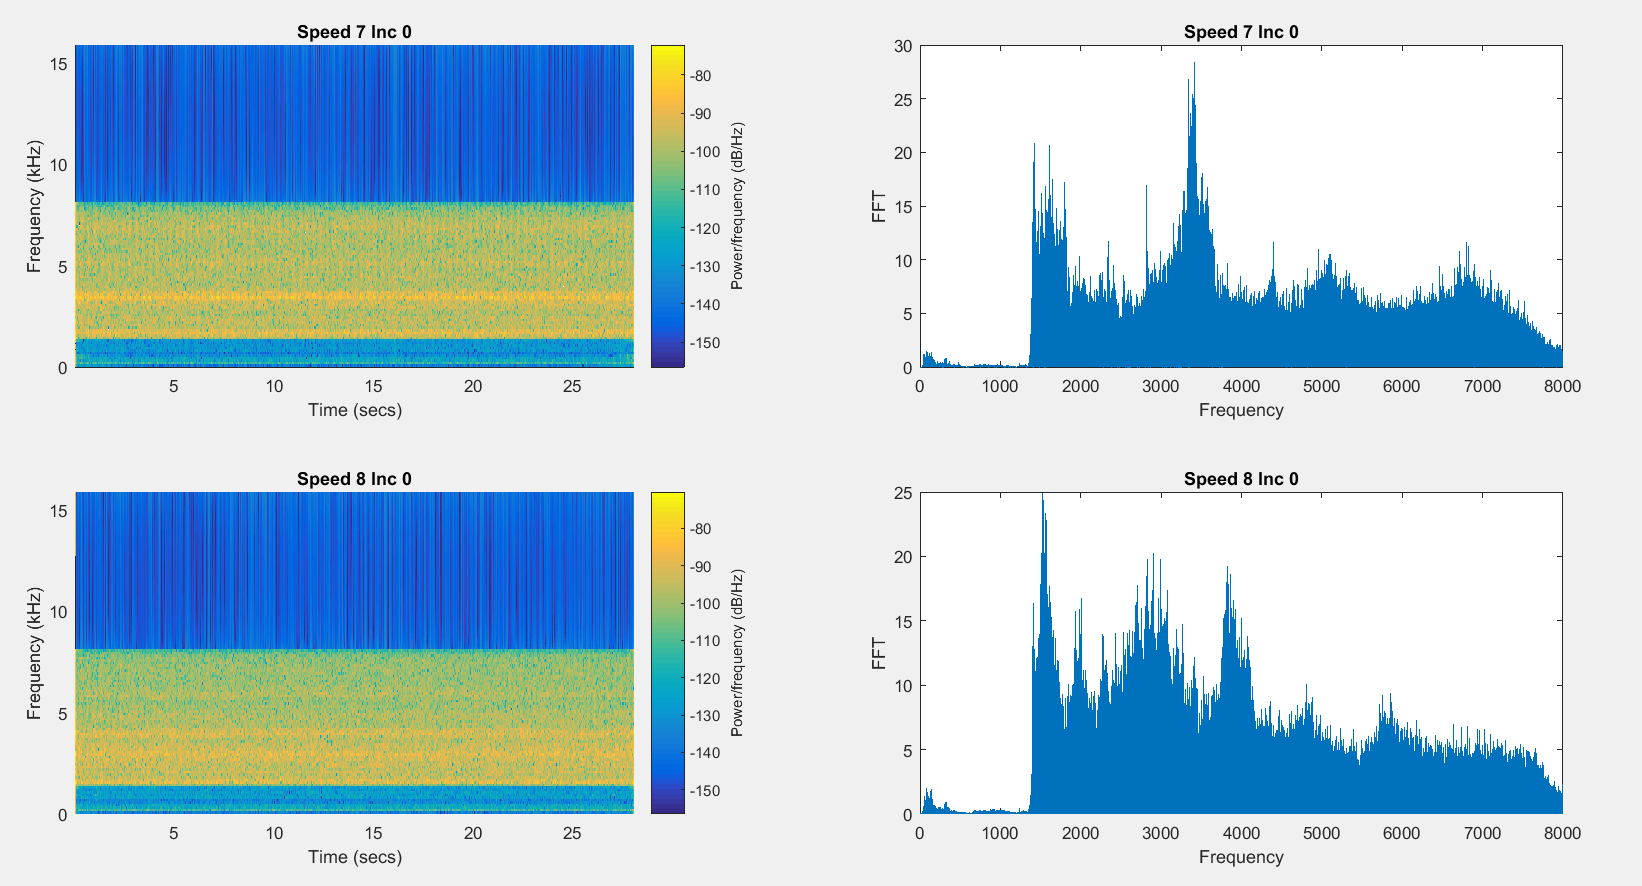 Speed 7 Inc 0
15
10
5
0
Frequency (kHz)
5 10 15 20 25
Time (secs)
-80
-90
-100
-110
-120
-130
-140
-150
Power/frequency (dB/Hz)
Speed 7 Inc 0
30
25
20
15
10
5
0
FFT
0 1000 2000 3000 4000 5000 6000 7000 8000
Frequency
Speed 8 Inc 0
15
10
5
0
Frequency (kHz)
5 10 15 20 25
Time (secs)
-80
-90
-100
-110
-120
-130
-140
-150
Power/frequency (dB/Hz)
Speed 8 Inc 0
25
20
15
10
5
0
FFT
0 1000 2000 3000 4000 5000 6000 7000 8000
Frequency